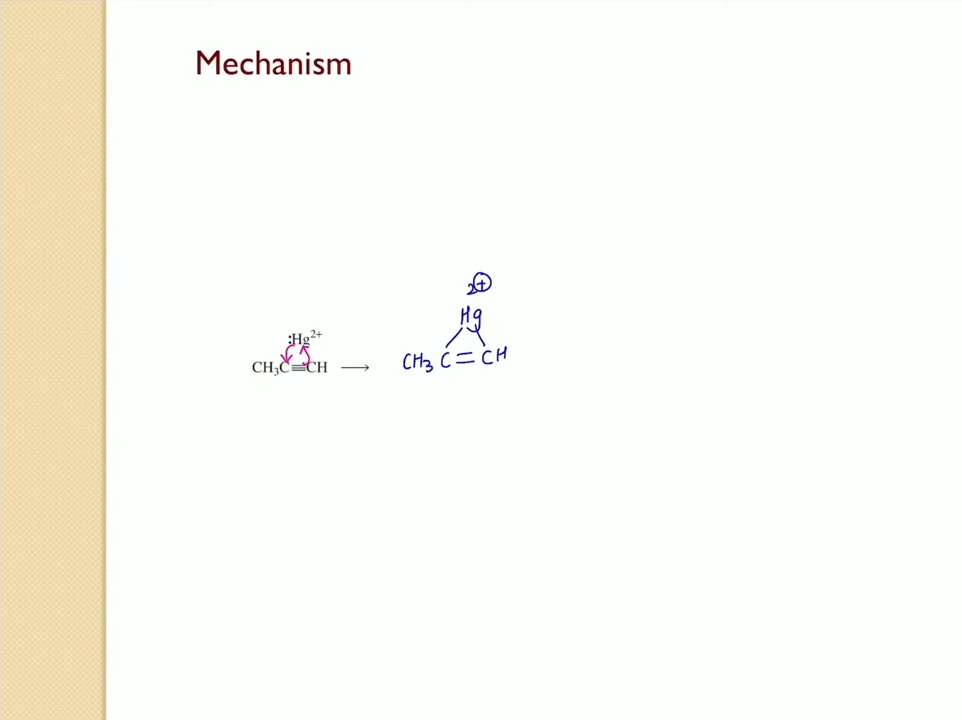 Mechanism
2⊕
Hg
:Hg²⁺
CH₃ C = CH
CH₃C≡CH ⟶